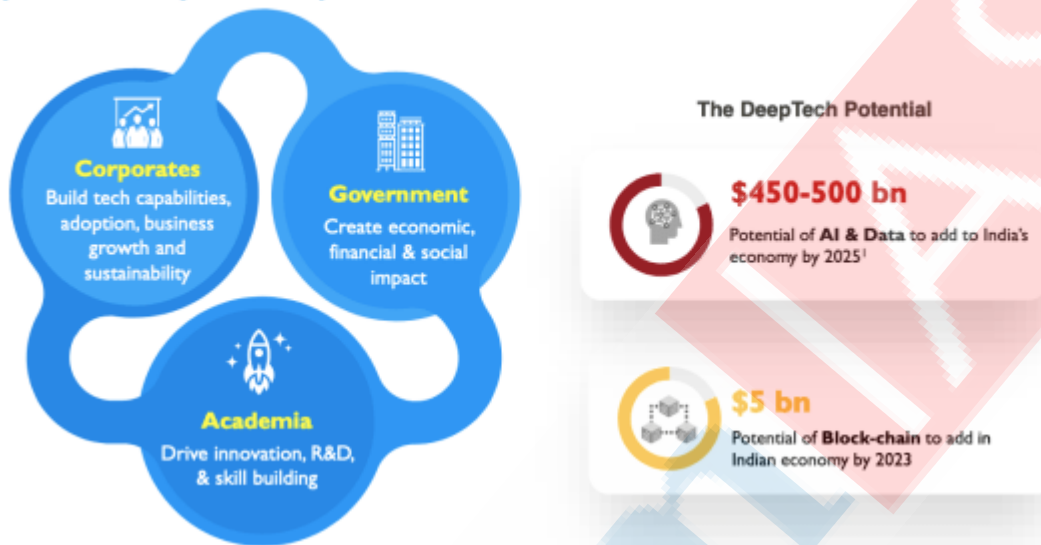 Corporates
Build tech capabilities,
adoption, business
growth and
sustainability
Government
Create economic,
financial & social
impact
Academia
Drive innovation, R&D,
& skill building
The DeepTech Potential
$450-500 bn
Potential of AI & Data to add to India's
economy by 2025¹
$5 bn
Potential of Block-chain to add in
Indian economy by 2023